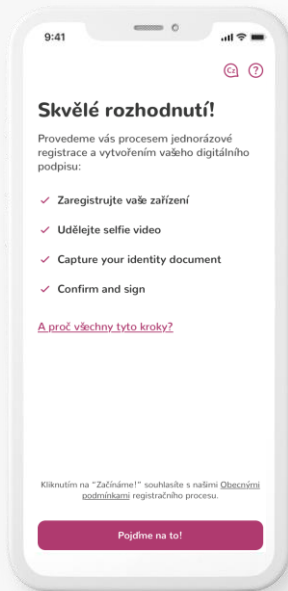 9:41
Cz ?
Skvělé rozhodnutí!
Provedeme vás procesem jednorázové
registrace a vytvořením vašeho digitálního
podpisu:
Zaregistrujte vaše zařízení
Udělejte selfie video
Capture your identity document
Confirm and sign
A proč všechny tyto kroky?
Kliknutím na "Začínáme!" souhlasíte s našimi Obecnými
podmínkami registračního procesu.
Pojďme na to!